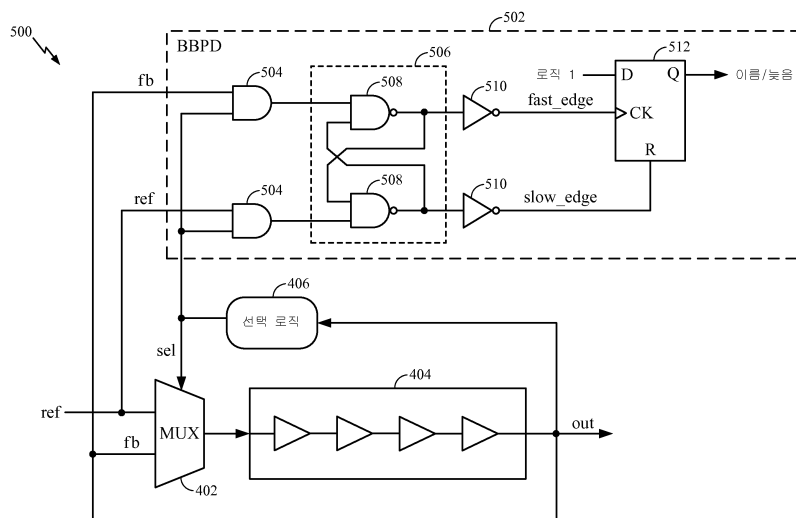 500
502
BBPD
fb
504
506
508
510
로직 1
D
Q
512
이름/늦음
fast_edge
CK
R
ref
504
508
510
slow_edge
406
선택 로직
sel
404
ref
MUX
fb
402
out